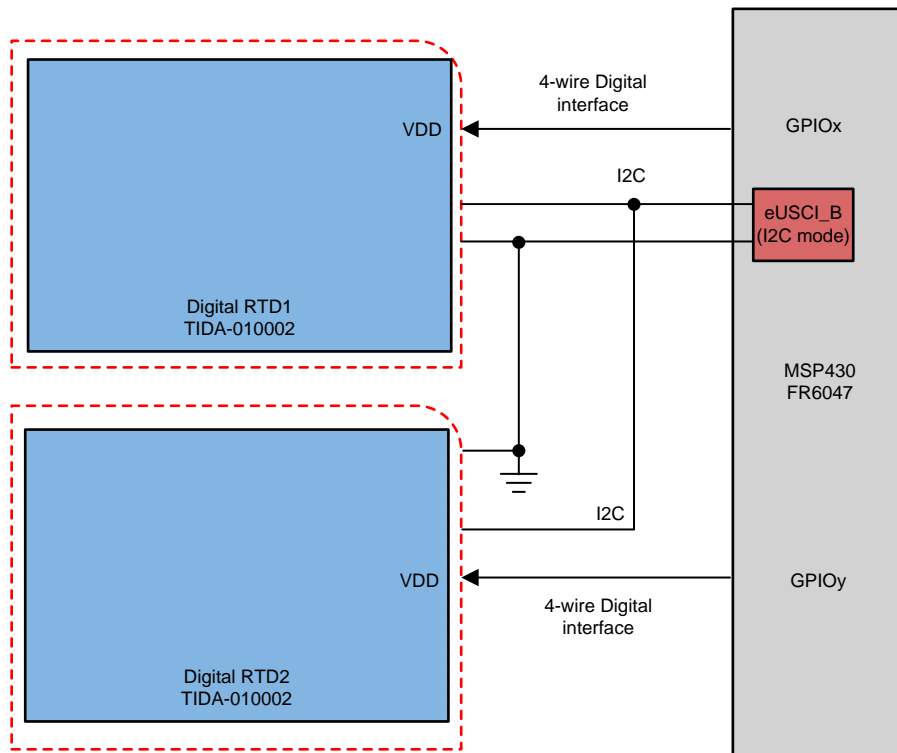 4-wire Digital
interface
VDD
GPIOx
I2C
eUSCI_B
(I2C mode)
Digital RTD1
TIDA-010002
MSP430
FR6047
I2C
VDD
GPIOy
4-wire Digital
interface
Digital RTD2
TIDA-010002